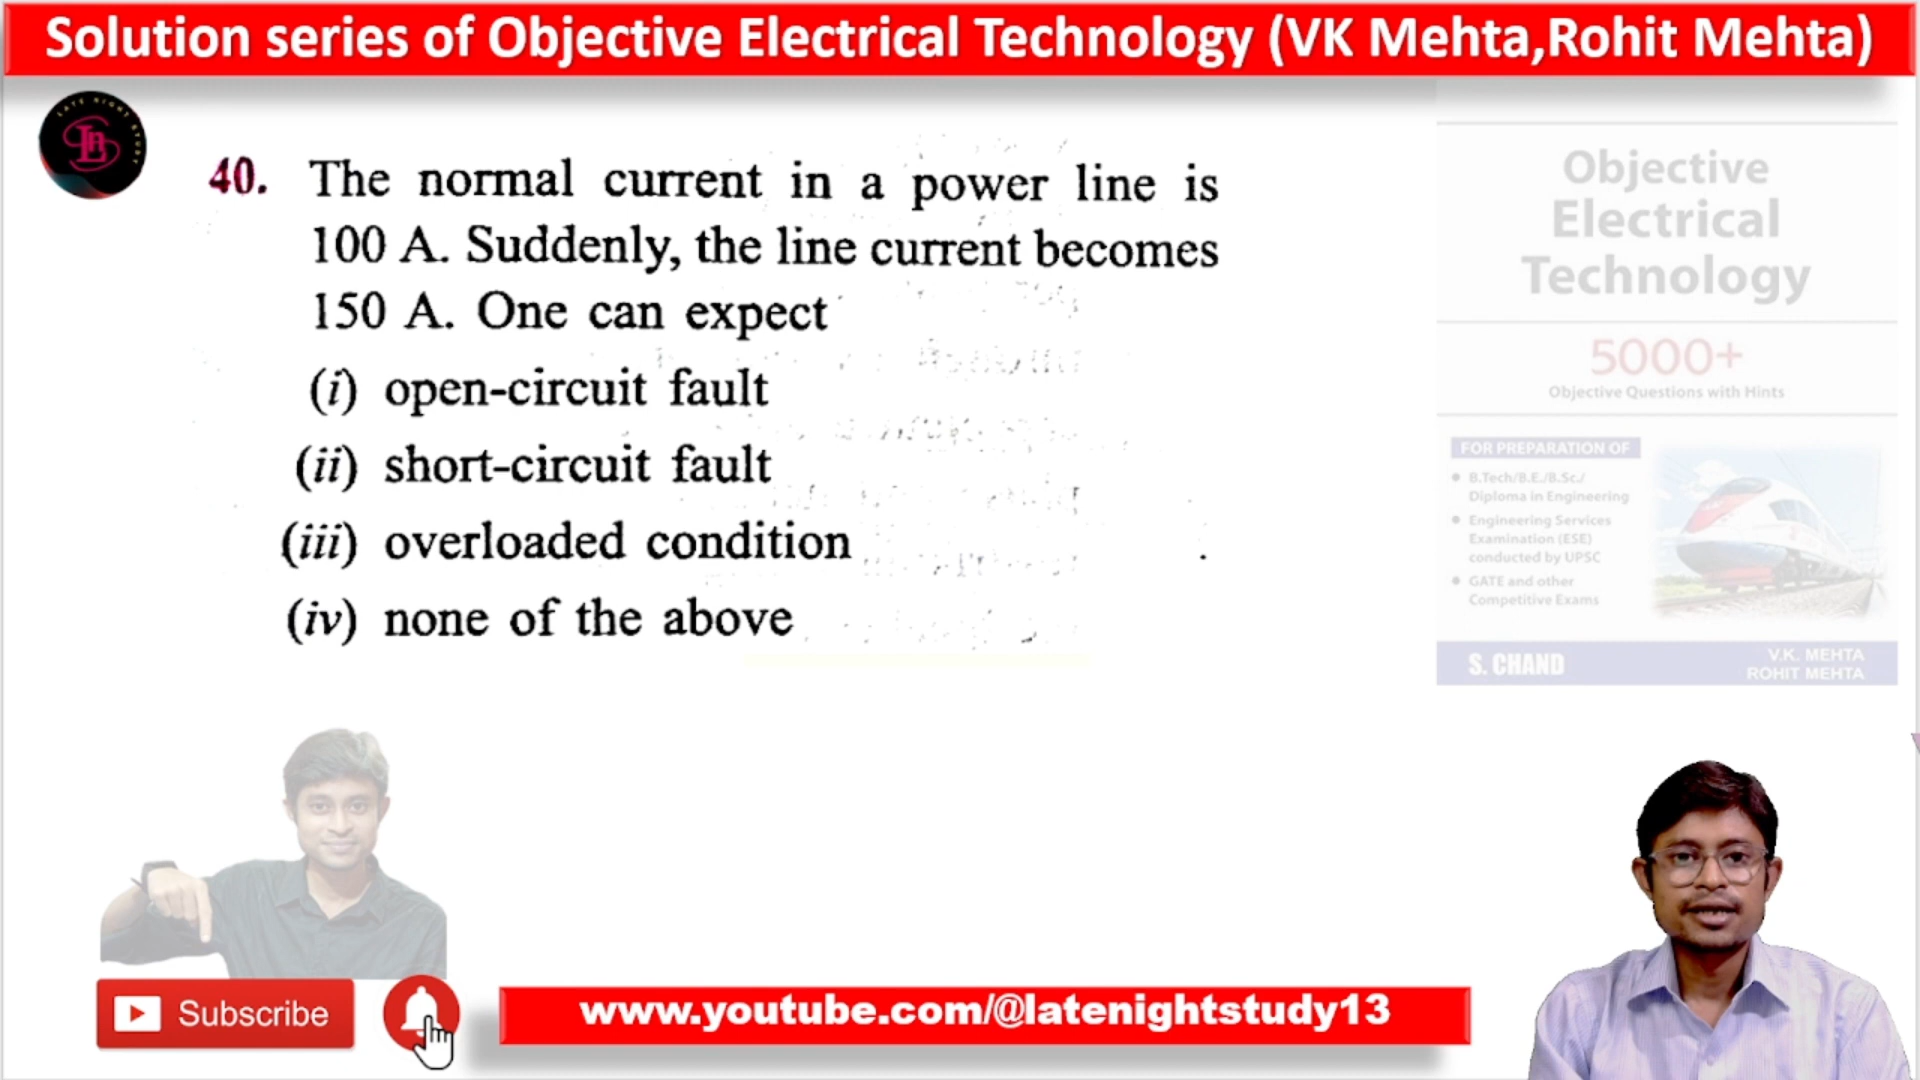 Solution series of Objective Electrical Technology (VK Mehta,Rohit Mehta)
LATE NIGHT STUDY
40. The normal current in a power line is
100 A. Suddenly, the line current becomes
150 A. One can expect
(i) open-circuit fault
(ii) short-circuit fault
(iii) overloaded condition
(iv) none of the above
Objective
Electrical
Technology
5000+
Objective Questions with Hints
FOR PREPARATION OF
• B.Tech/B.E./B.Sc./
Diploma in Engineering
• Engineering Services
Examination (ESE)
conducted by UPSC
• GATE and other
Competitive Exams
S. CHAND
V.K. MEHTA
ROHIT MEHTA
Subscribe
www.youtube.com/@latenightstudy13